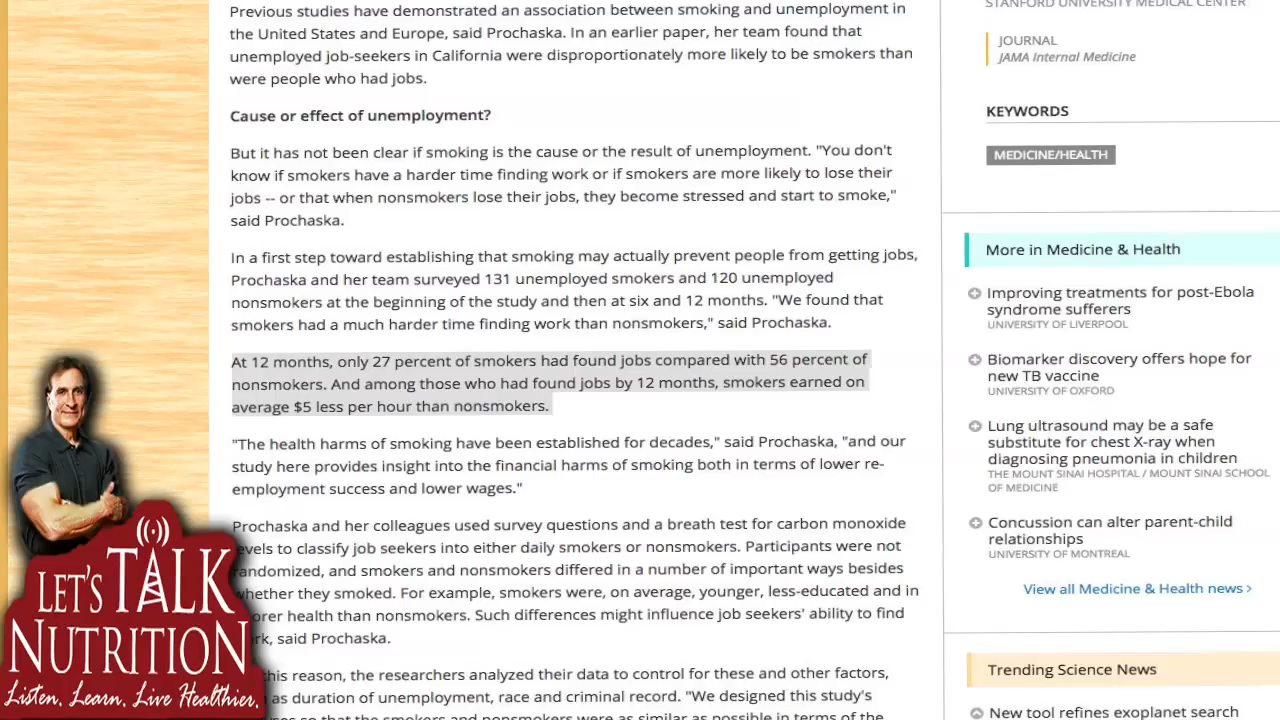 Previous studies have demonstrated an association between smoking and unemployment in
the United States and Europe, said Prochaska. In an earlier paper, her team found that
unemployed job-seekers in California were disproportionately more likely to be smokers than
were people who had jobs.
Cause or effect of unemployment?
But it has not been clear if smoking is the cause or the result of unemployment. "You don't
know if smokers have a harder time finding work or if smokers are more likely to lose their
jobs -- or that when nonsmokers lose their jobs, they become stressed and start to smoke,"
said Prochaska.
In a first step toward establishing that smoking may actually prevent people from getting jobs,
Prochaska and her team surveyed 131 unemployed smokers and 120 unemployed
nonsmokers at the beginning of the study and then at six and 12 months. "We found that
smokers had a much harder time finding work than nonsmokers," said Prochaska.
At 12 months, only 27 percent of smokers had found jobs compared with 56 percent of
nonsmokers. And among those who had found jobs by 12 months, smokers earned on
average $5 less per hour than nonsmokers.
"The health harms of smoking have been established for decades," said Prochaska, "and our
study here provides insight into the financial harms of smoking both in terms of lower re-
employment success and lower wages."
Prochaska and her colleagues used survey questions and a breath test for carbon monoxide
levels to classify job seekers into either daily smokers or nonsmokers. Participants were not
randomized, and smokers and nonsmokers differed in a number of important ways besides
whether they smoked. For example, smokers were, on average, younger, less-educated and in
poorer health than nonsmokers. Such differences might influence job seekers' ability to find
work, said Prochaska.
this reason, the researchers analyzed their data to control for these and other factors,
as duration of unemployment, race and criminal record. "We designed this study's
so that the smokers and nonsmokers were as similar as possible in terms of the
STANFORD UNIVERSITY MEDICAL CENTER
JOURNAL
JAMA Internal Medicine
KEYWORDS
MEDICINE/HEALTH
More in Medicine & Health
Improving treatments for post-Ebola
syndrome sufferers
UNIVERSITY OF LIVERPOOL
Biomarker discovery offers hope for
new TB vaccine
UNIVERSITY OF OXFORD
Lung ultrasound may be a safe
substitute for chest X-ray when
diagnosing pneumonia in children
THE MOUNT SINAI HOSPITAL / MOUNT SINAI SCHOOL
OF MEDICINE
Concussion can alter parent-child
relationships
UNIVERSITY OF MONTREAL
View all Medicine & Health news >
Trending Science News
New tool refines exoplanet search
LET'S TALK
NUTRITION
Listen. Learn. Live Healthier.